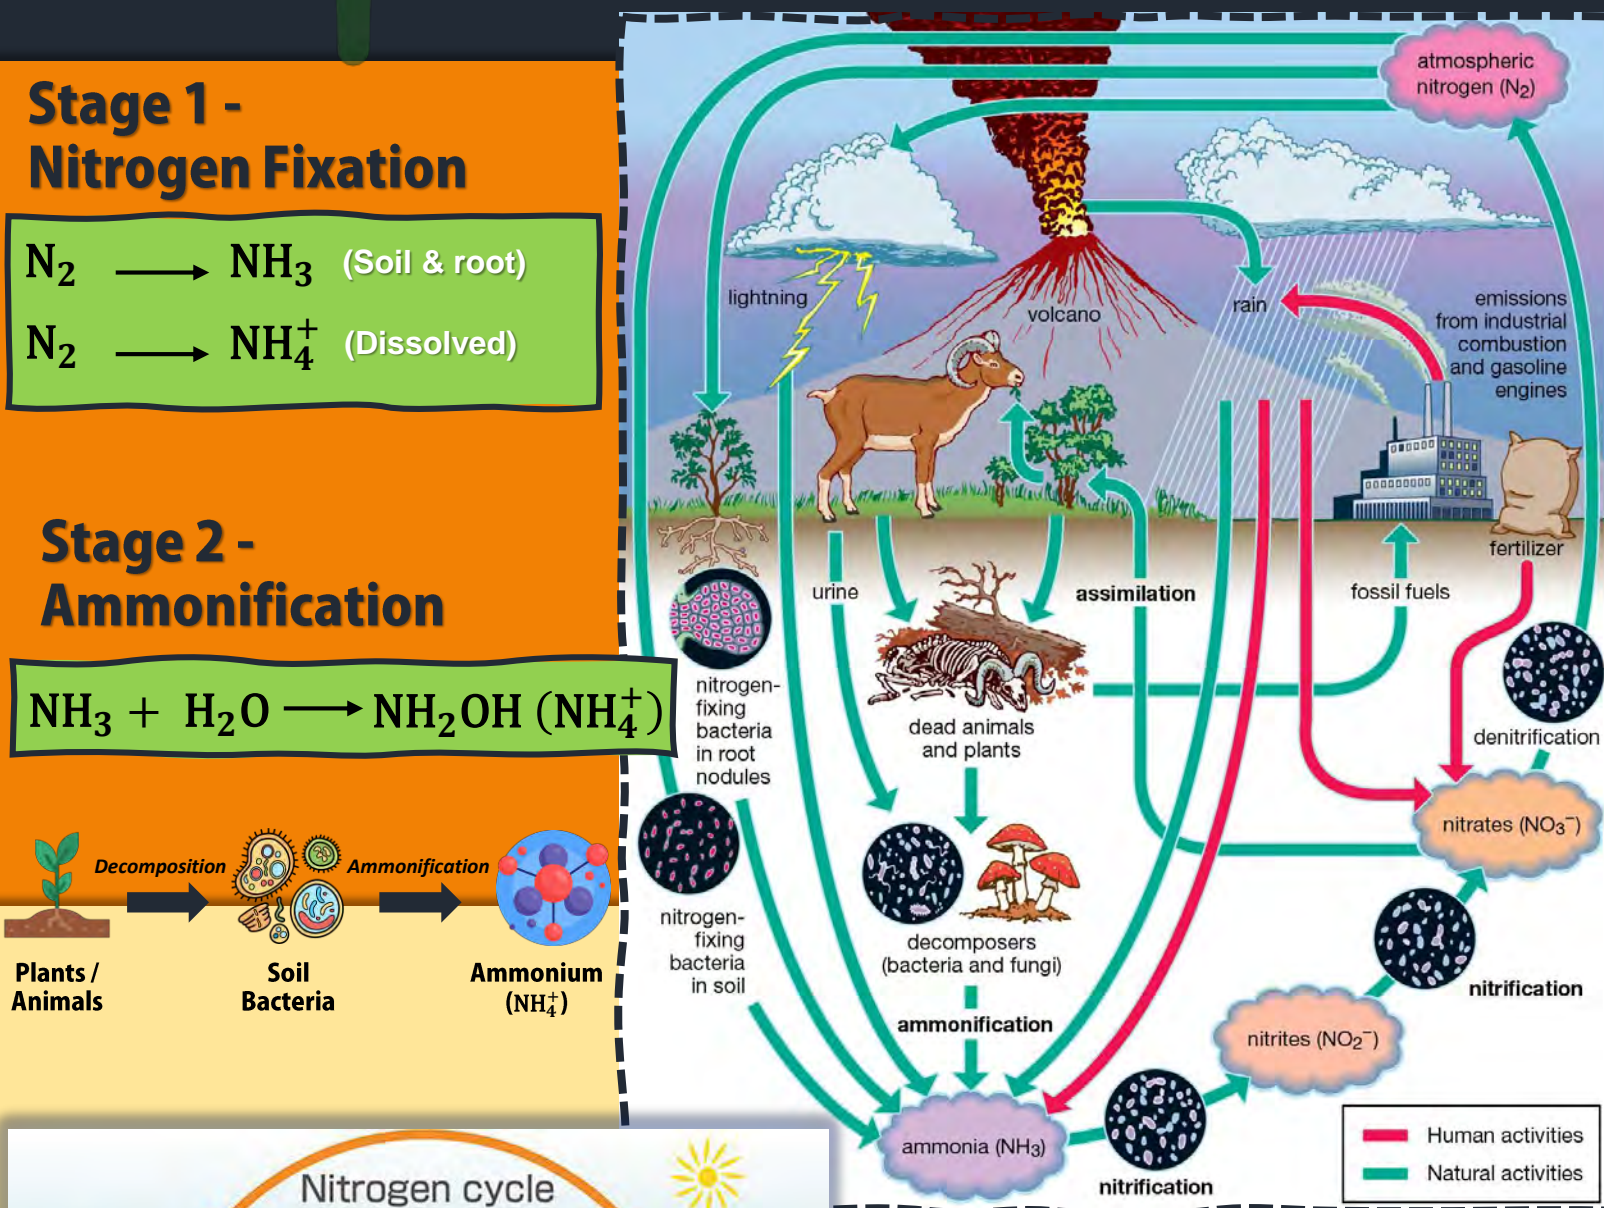 Stage 1 -
Nitrogen Fixation
N₂ ⟶ NH₃ (Soil & root)
N₂ ⟶ NH₄⁺ (Dissolved)
Stage 2 -
Ammonification
NH₃ + H₂O ⟶ NH₂OH (NH₄⁺)
Decomposition
Ammonification
Plants /
Animals
Soil
Bacteria
Ammonium
(NH₄⁺)
Nitrogen cycle
atmospheric
nitrogen (N₂)
lightning
volcano
rain
emissions
from industrial
combustion
and gasoline
engines
fertilizer
urine
assimilation
fossil fuels
nitrogen-
fixing
bacteria
in root
nodules
dead animals
and plants
denitrification
nitrates (NO₃⁻)
nitrogen-
fixing
bacteria
in soil
decomposers
(bacteria and fungi)
nitrification
ammonification
nitrites (NO₂⁻)
ammonia (NH₃)
nitrification
Human activities
Natural activities